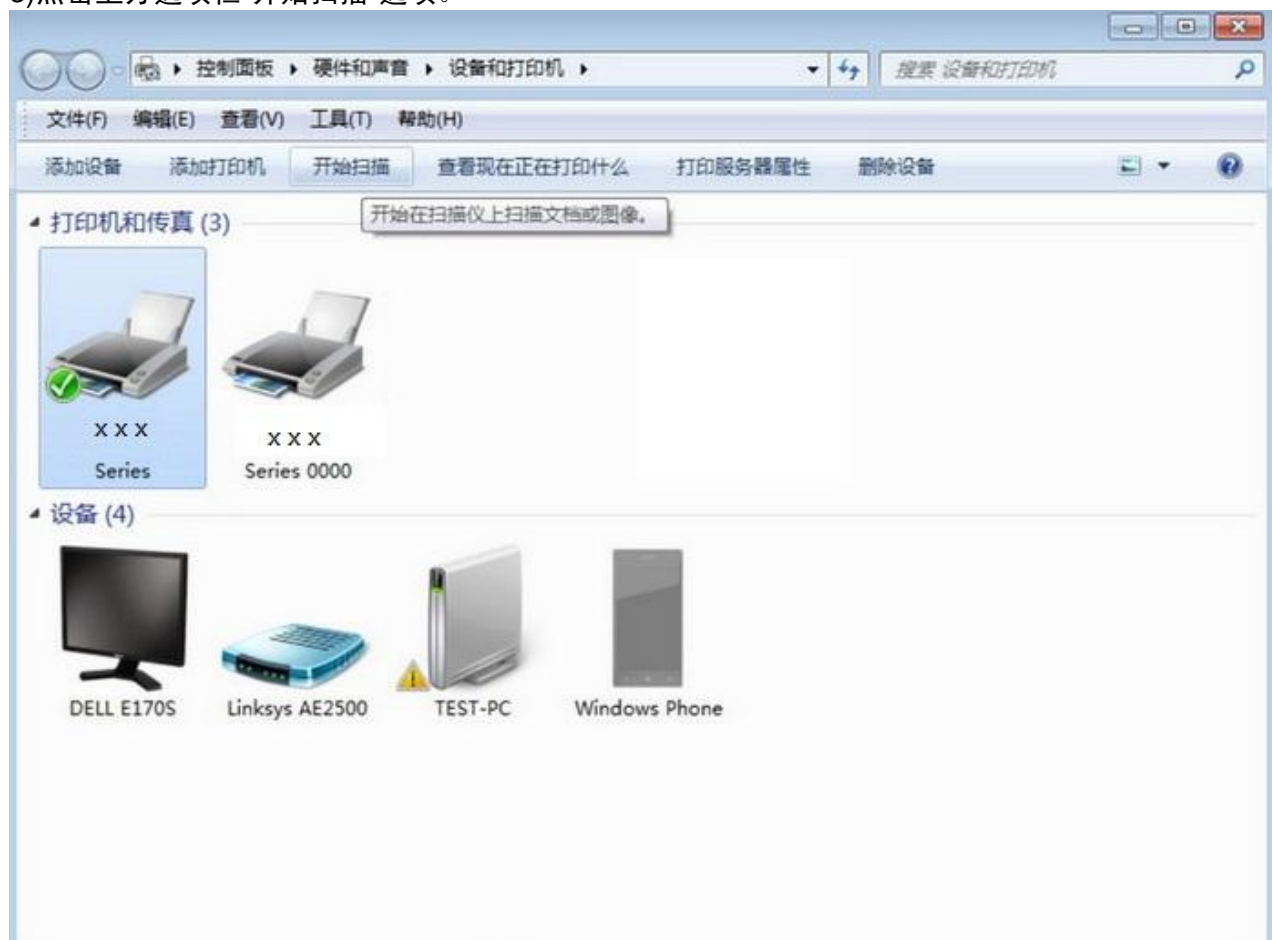 控制面板 硬件和声音 设备和打印机 搜索 设备和打印机
文件(F) 编辑(E) 查看(V) 工具(T) 帮助(H)
添加设备 添加打印机 开始扫描 查看现在正在打印什么 打印服务器属性 删除设备
开始在扫描仪上扫描文档或图像。
打印机和传真 (3)
x x x x x x
Series Series 0000
设备 (4)
DELL E170S Linksys AE2500 TEST-PC Windows Phone